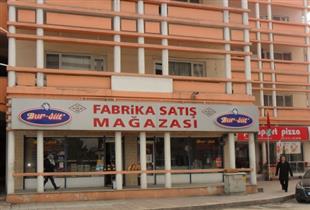 Bur-Süt
FABRİKA SATIŞ
MAĞAZASI
Bur-Süt
pizza